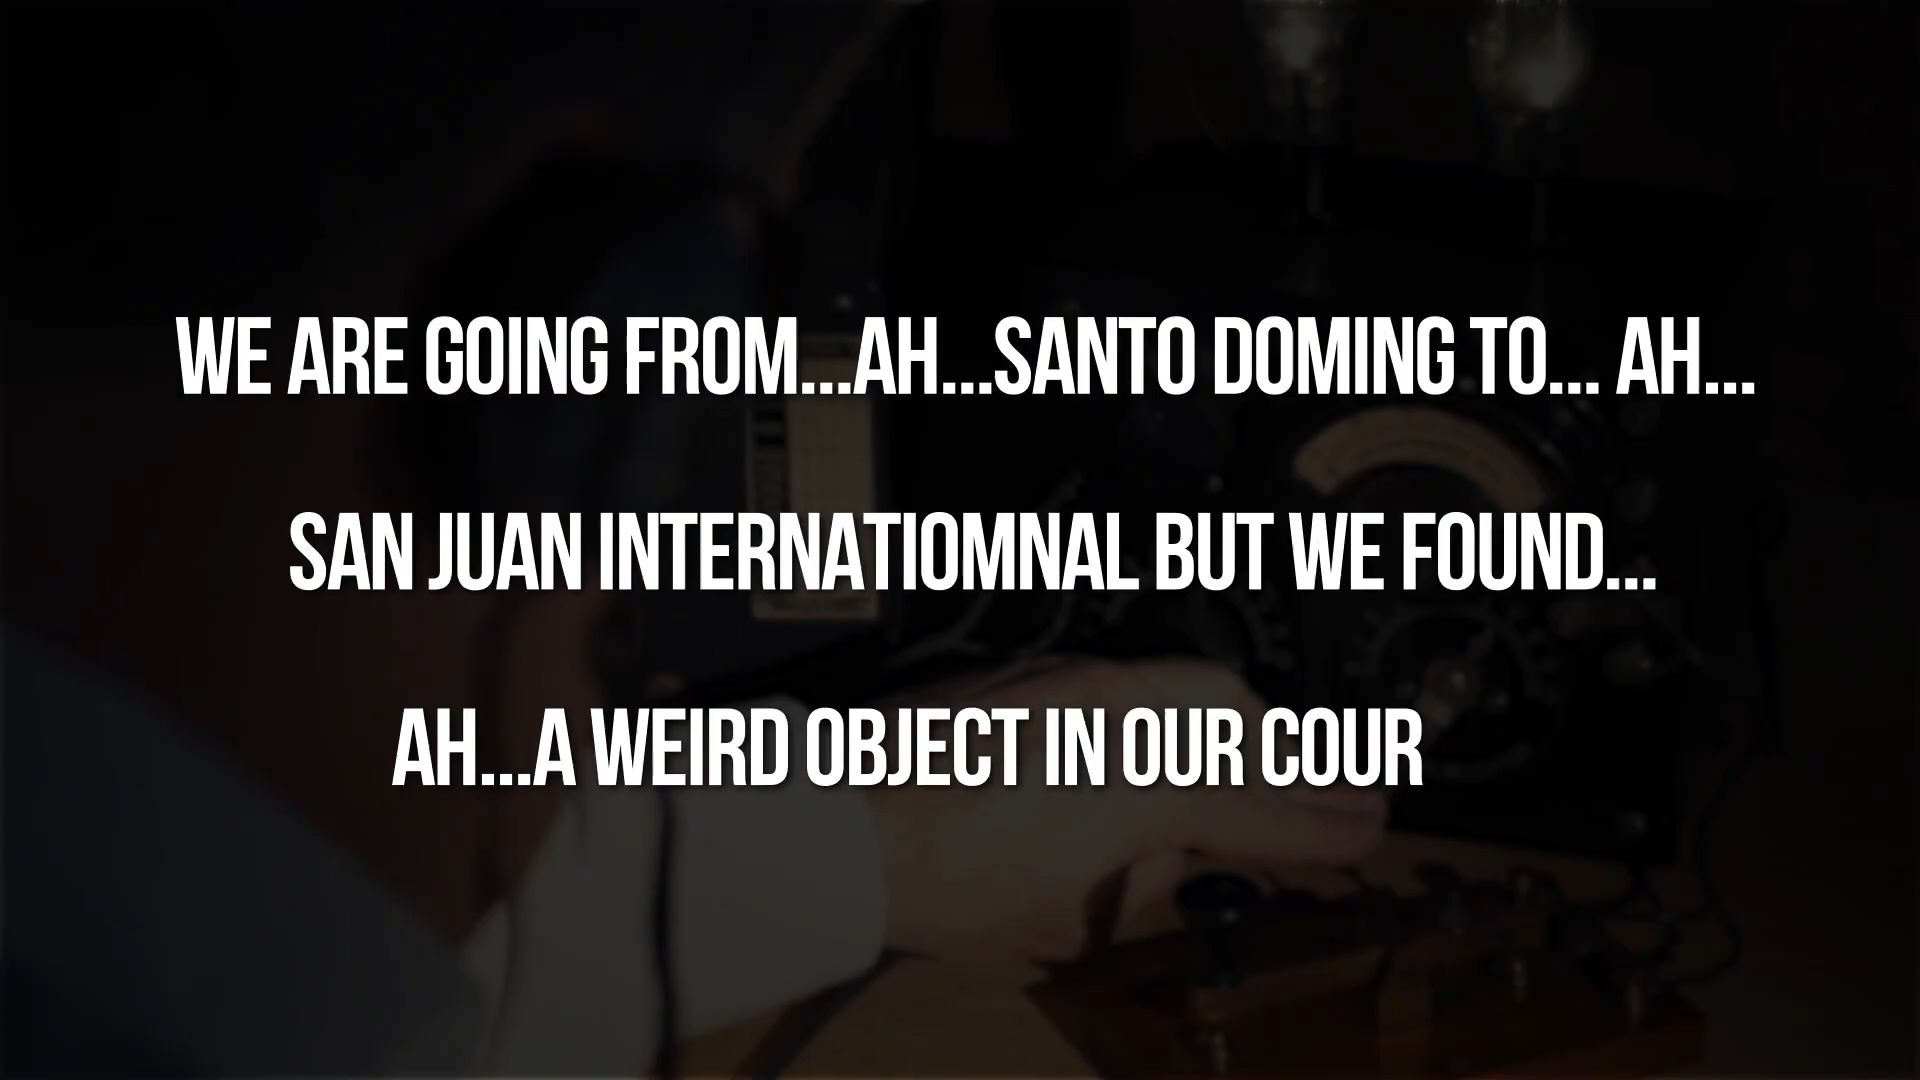 WE ARE GOING FROM...AH...SANTO DOMING TO... AH...
SAN JUAN INTERNATIOMNAL BUT WE FOUND...
AH...A WEIRD OBJECT IN OUR COUR